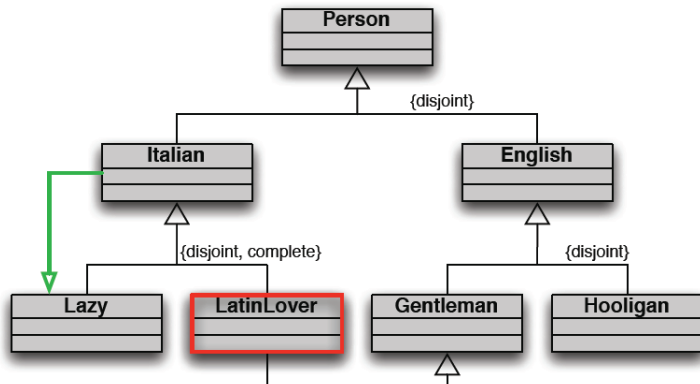 Person
{disjoint}
Italian
English
{disjoint, complete}
{disjoint}
Lazy
LatinLover
Gentleman
Hooligan